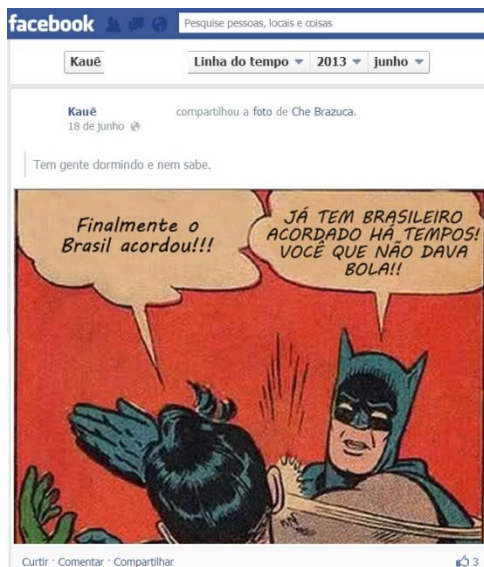 facebook Pesquise pessoas, locais e coisas
Kauê Linha do tempo 2013 junho
Kauê compartilhou a foto de Che Brazuca.
18 de junho
Tem gente dormindo e nem sabe.
Finalmente o
Brasil acordou!!!
JÁ TEM BRASILEIRO
ACORDADO HÁ TEMPOS!
VOCÊ QUE NÃO DAVA
BOLA!!
Curtir · Comentar · Compartilhar 3